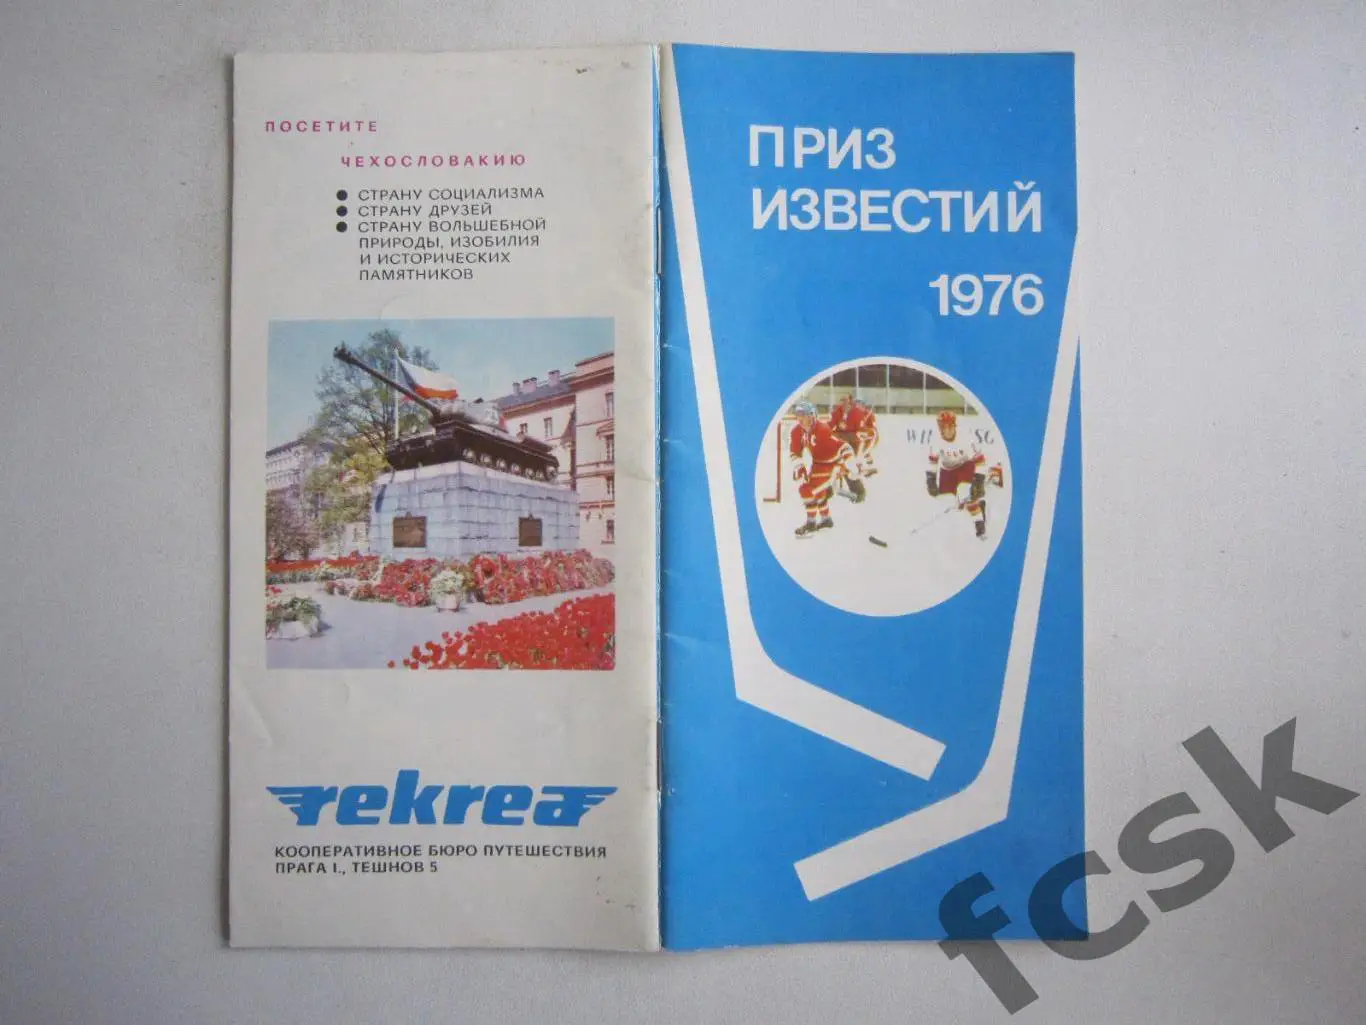 ПОСЕТИТЕ
ЧЕХОСЛОВАКИЮ
● СТРАНУ СОЦИАЛИЗМА
● СТРАНУ ДРУЗЕЙ
● СТРАНУ ВОЛЬШЕБНОЙ
ПРИРОДЫ, ИЗОБИЛИЯ
И ИСТОРИЧЕСКИХ
ПАМЯТНИКОВ
rekrea
КООПЕРАТИВНОЕ БЮРО ПУТЕШЕСТВИЯ
ПРАГА I., ТЕШНОВ 5
ПРИЗ
ИЗВЕСТИЙ
1976
fcsk